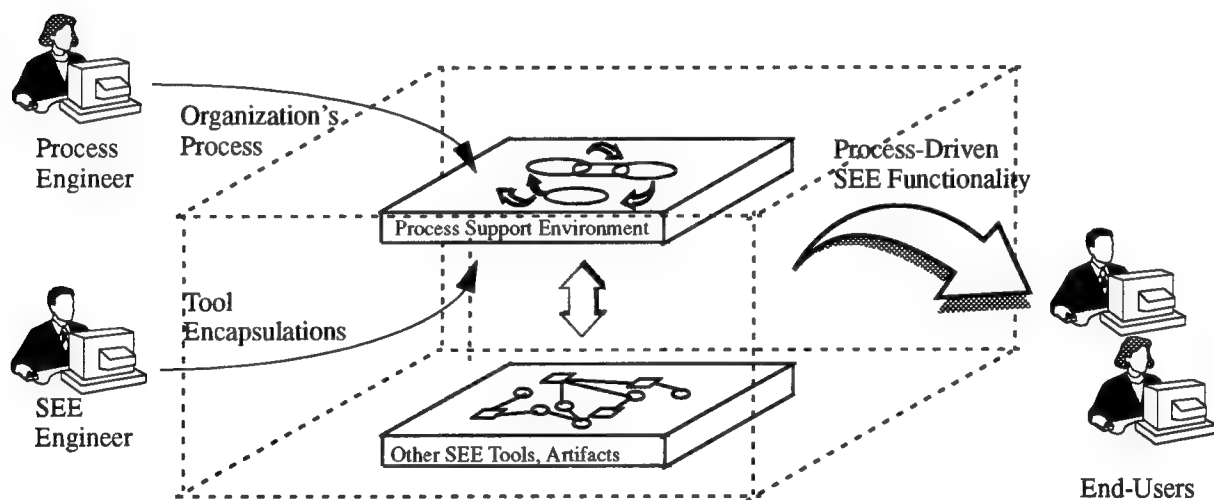 Organization's
Process
Process
Engineer
Process-Driven
SEE Functionality
Process Support Environment
Tool
Encapsulations
SEE
Engineer
Other SEE Tools, Artifacts
End-Users